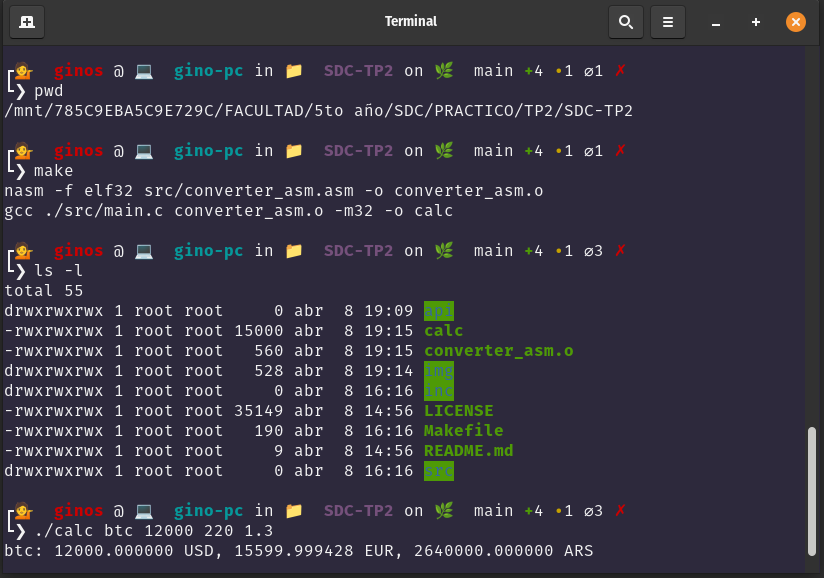 Terminal
ginos @ gino-pc in SDC-TP2 on main +4 •1 ⌀1 ✗
❯ pwd
/mnt/785C9EBA5C9E729C/FACULTAD/5to año/SDC/PRACTICO/TP2/SDC-TP2
ginos @ gino-pc in SDC-TP2 on main +4 •1 ⌀1 ✗
❯ make
nasm -f elf32 src/converter_asm.asm -o converter_asm.o
gcc ./src/main.c converter_asm.o -m32 -o calc
ginos @ gino-pc in SDC-TP2 on main +4 •1 ⌀3 ✗
❯ ls -l
total 55
drwxrwxrwx 1 root root     0 abr  8 19:09 api
-rwxrwxrwx 1 root root 15000 abr  8 19:15 calc
-rwxrwxrwx 1 root root   560 abr  8 19:15 converter_asm.o
drwxrwxrwx 1 root root   528 abr  8 19:14 img
drwxrwxrwx 1 root root     0 abr  8 16:16 inc
-rwxrwxrwx 1 root root 35149 abr  8 14:56 LICENSE
-rwxrwxrwx 1 root root   190 abr  8 16:16 Makefile
-rwxrwxrwx 1 root root     9 abr  8 14:56 README.md
drwxrwxrwx 1 root root     0 abr  8 16:16 src
ginos @ gino-pc in SDC-TP2 on main +4 •1 ⌀3 ✗
❯ ./calc btc 12000 220 1.3
btc: 12000.000000 USD, 15599.999428 EUR, 2640000.000000 ARS